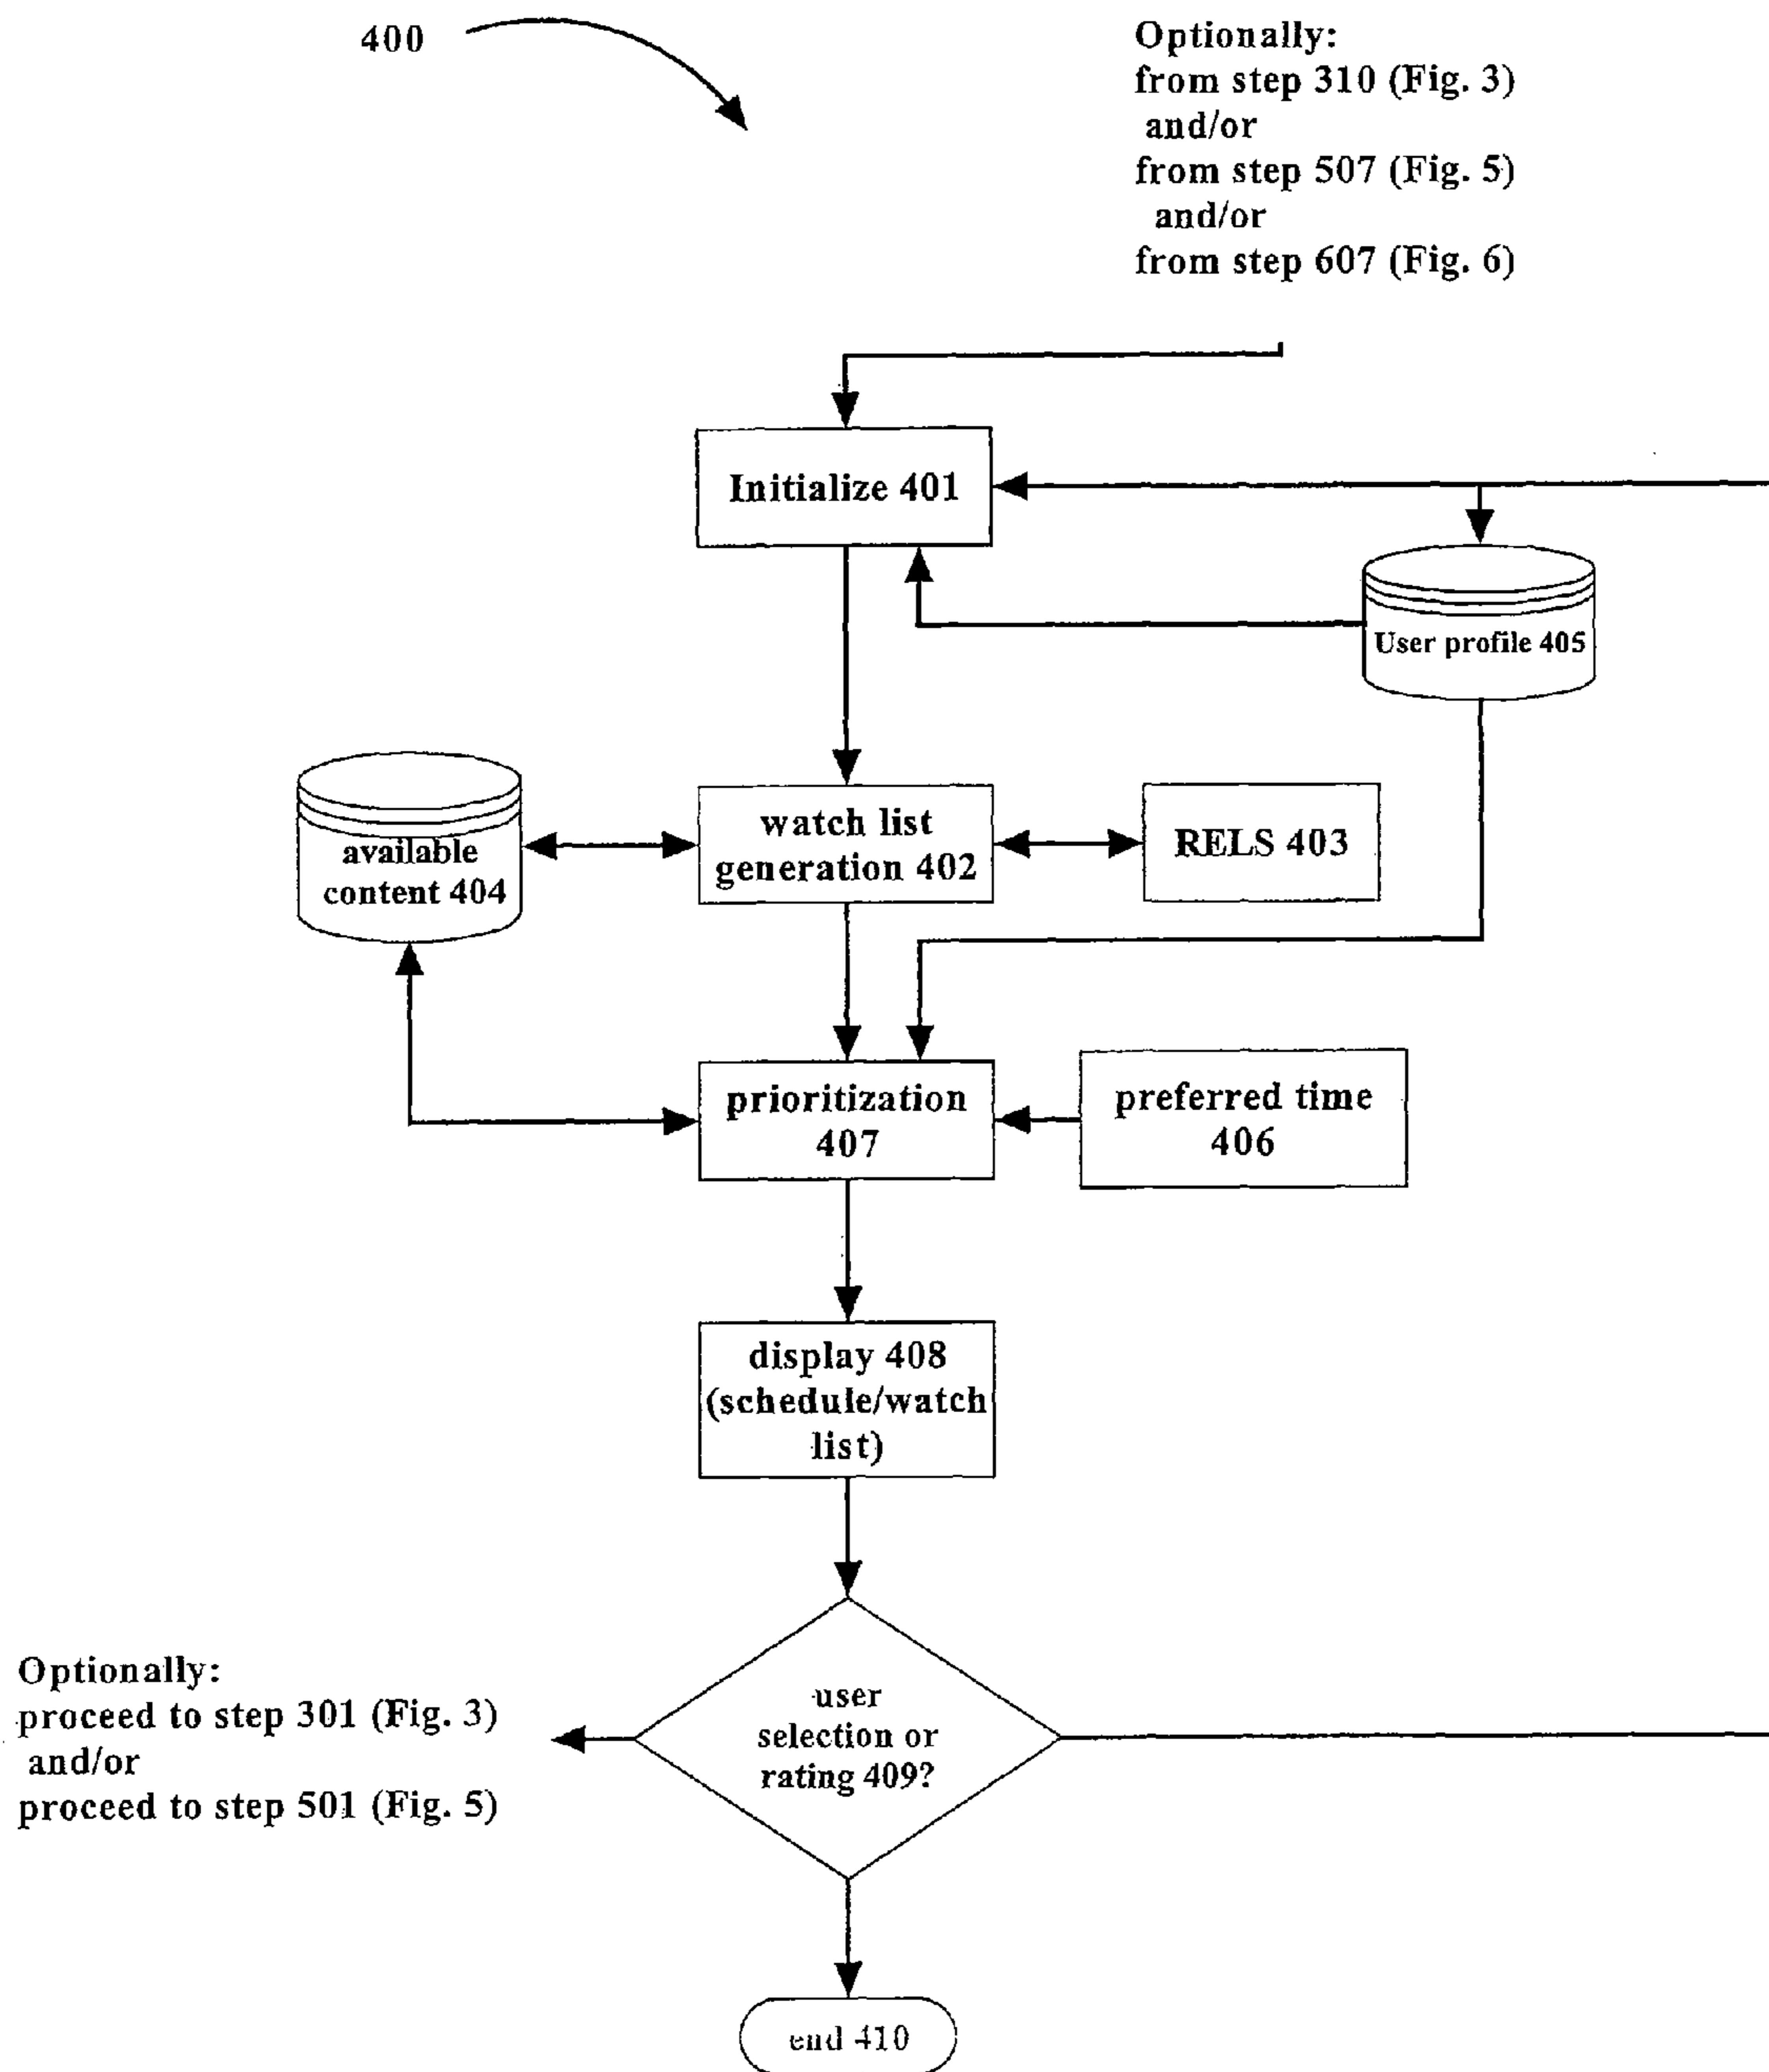 400
Optionally:
from step 310 (Fig. 3)
and/or
from step 507 (Fig. 5)
and/or
from step 607 (Fig. 6)
Initialize 401
User profile 405
available
content 404
watch list
generation 402
RELS 403
prioritization
407
preferred time
406
display 408
(schedule/watch
list)
Optionally:
proceed to step 301 (Fig. 3)
and/or
proceed to step 501 (Fig. 5)
user
selection or
rating 409?
end 410